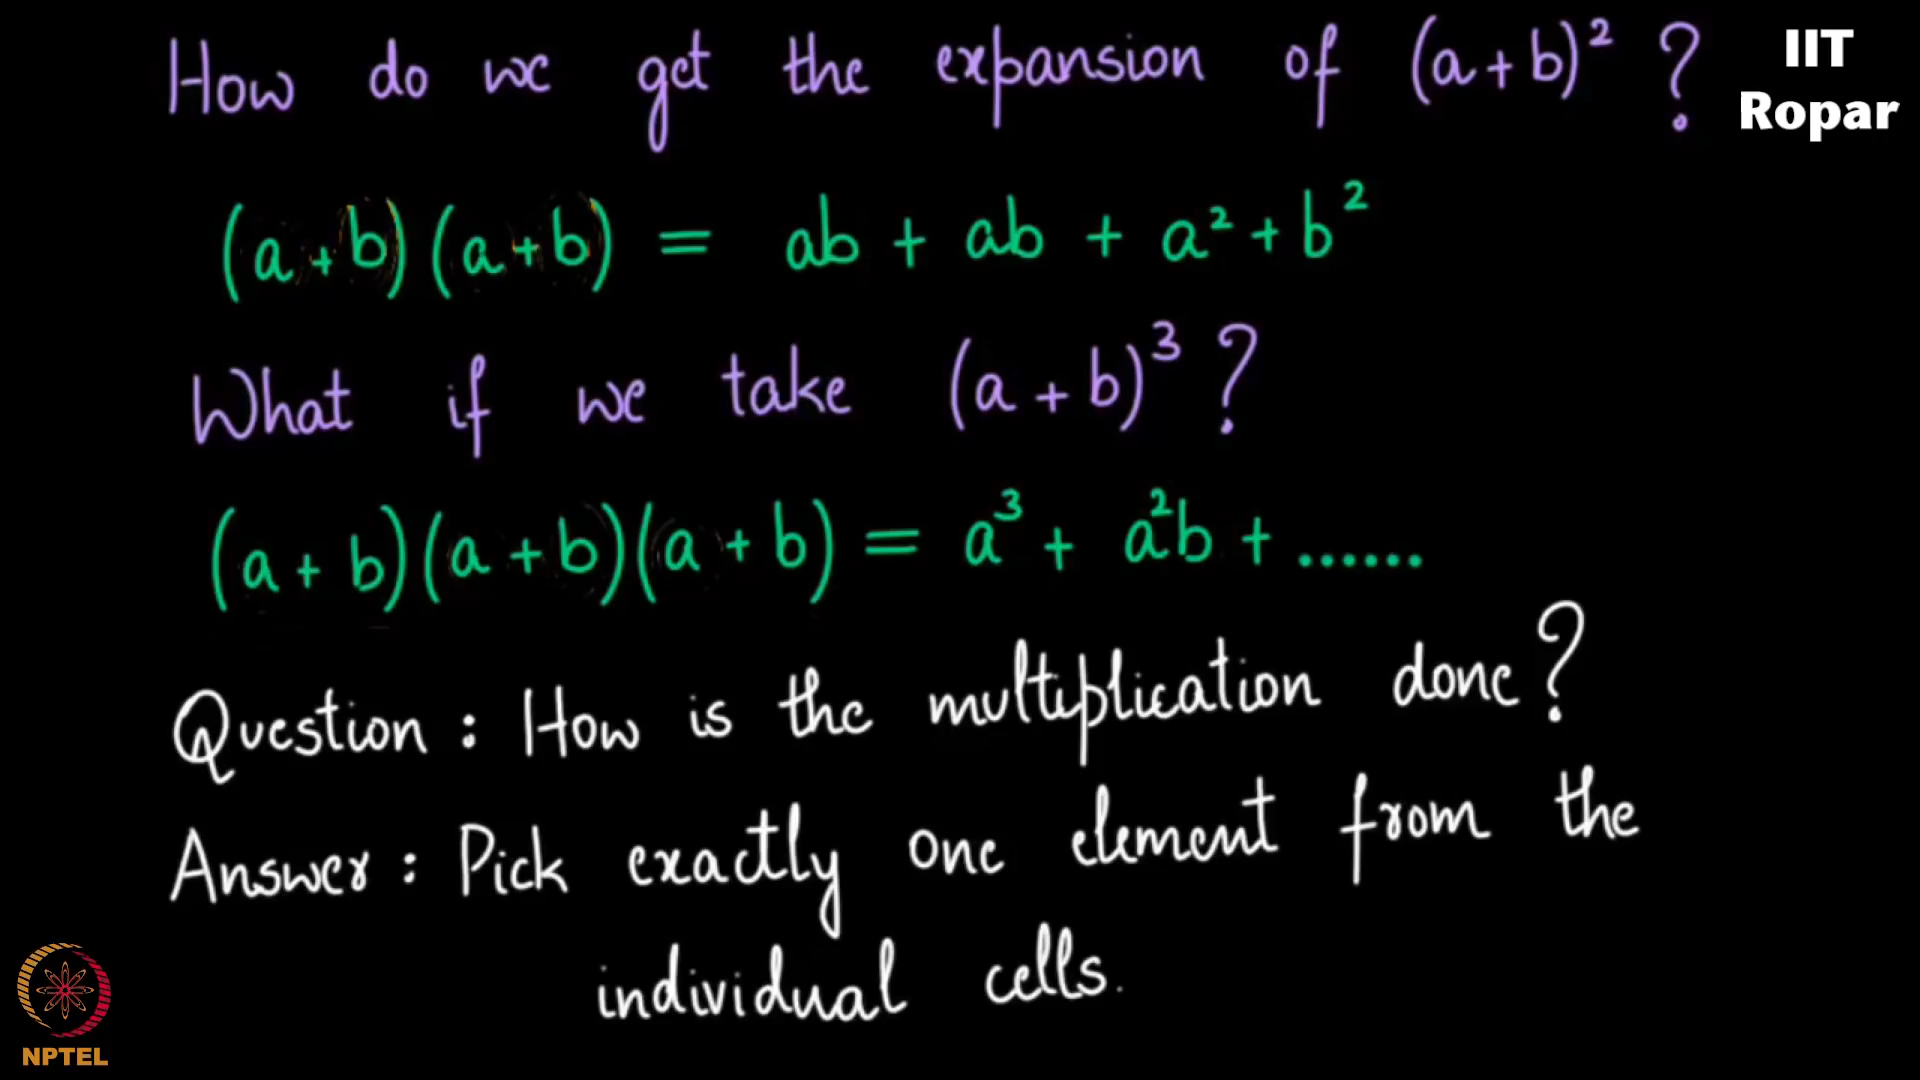 How do we get the expansion of (a+b)² ?
IIT
Ropar
(a+b)(a+b) = ab + ab + a² + b²
What if we take (a+b)³ ?
(a+b)(a+b)(a+b) = a³ + a²b + ......
Question : How is the multiplication done ?
Answer : Pick exactly one element from the
individual cells.
NPTEL